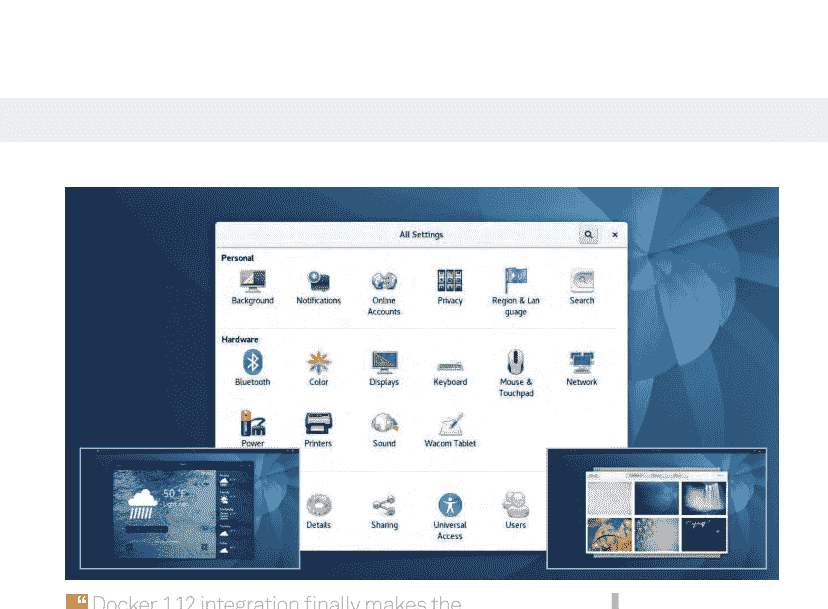 All Settings
Personal
Background Notifications Online Accounts Privacy Region & Lan guage Search
Hardware
Bluetooth Color Displays Keyboard Mouse & Touchpad Network
Power Printers Sound Wacom Tablet
50 °F
Details Sharing Universal Access Users
“ Docker 1.12 integration finally makes the